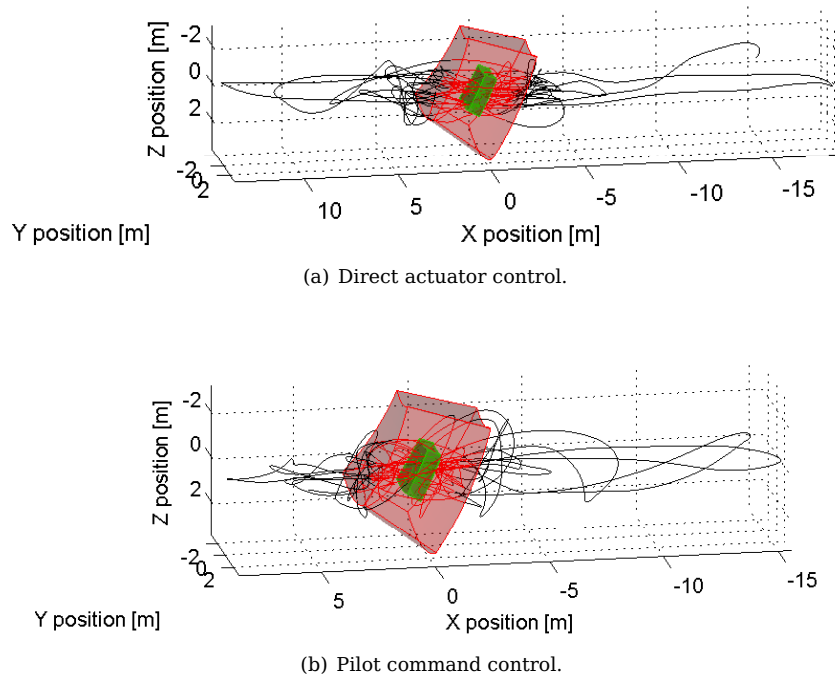 -2
0
2
Z position [m]
-2
0
2
10
5
0
-5
-10
-15
Y position [m]
X position [m]
(a) Direct actuator control.
-2
0
2
Z position [m]
-2
0
2
5
0
-5
-10
-15
Y position [m]
X position [m]
(b) Pilot command control.